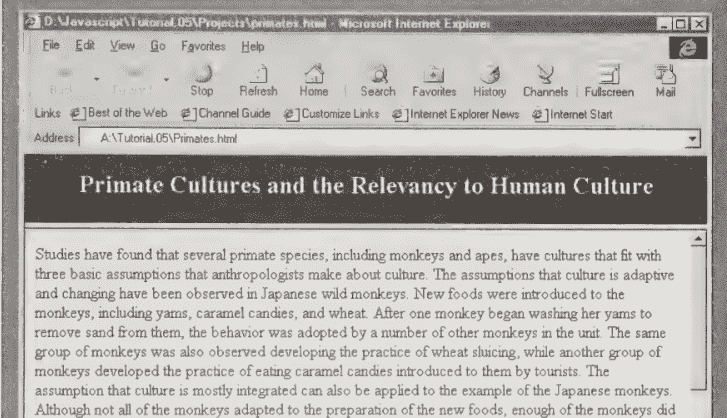 D:\Javascript\Tutorial.05\Projects\primates.html - Microsoft Internet Explorer
File Edit View Go Favorites Help
Stop Refresh Home Search Favorites History Channels Fullscreen Mail
Links Best of the Web Channel Guide Customize Links Internet Explorer News Internet Start
Address A:\Tutorial.05\Primates.html
Primate Cultures and the Relevancy to Human Culture
Studies have found that several primate species, including monkeys and apes, have cultures that fit with
three basic assumptions that anthropologists make about culture. The assumptions that culture is adaptive
and changing have been observed in Japanese wild monkeys. New foods were introduced to the
monkeys, including yams, caramel candies, and wheat. After one monkey began washing her yams to
remove sand from them, the behavior was adopted by a number of other monkeys in the unit. The same
group of monkeys was also observed developing the practice of wheat sluicing, while another group of
monkeys developed the practice of eating caramel candies introduced to them by tourists. The
assumption that culture is mostly integrated can also be applied to the example of the Japanese monkeys.
Although not all of the monkeys adapted to the preparation of the new foods, enough of the monkeys did